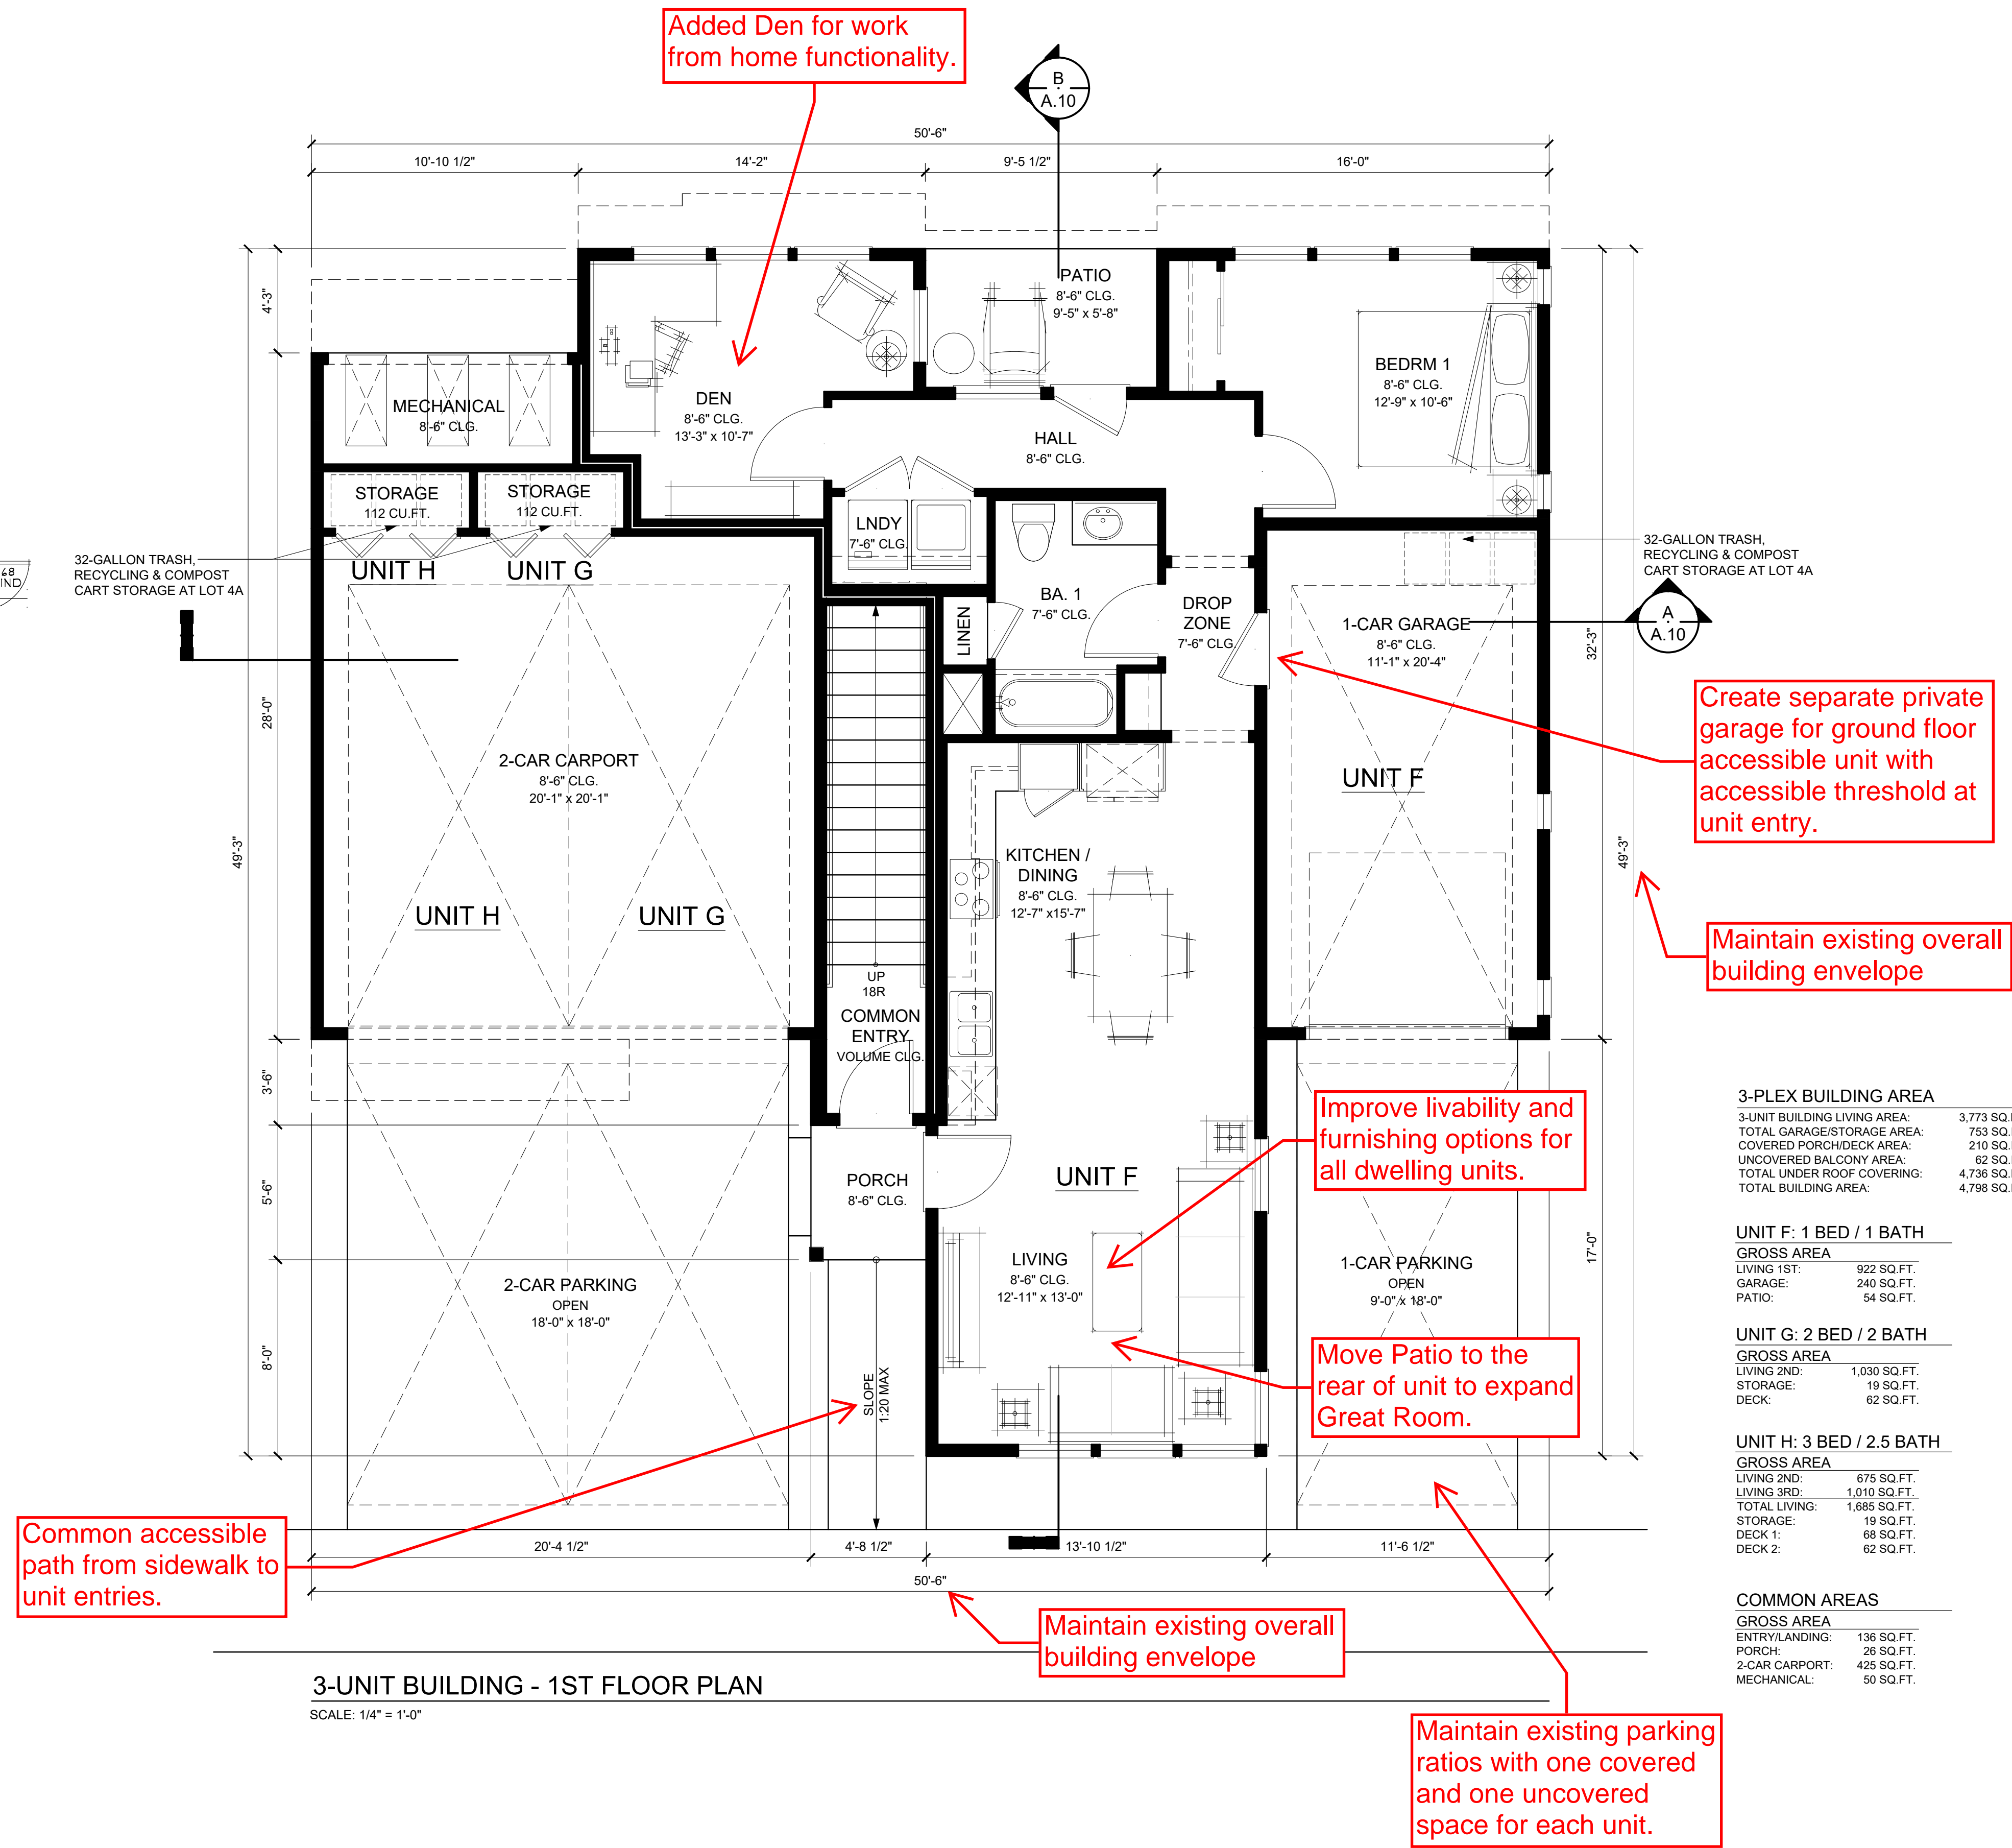 Added Den for work
from home functionality.
B
A.10
50'-6"
10'-10 1/2"
14'-2"
9'-5 1/2"
16'-0"
4'-3"
28'-0"
49'-3"
3'-6"
5'-6"
8'-0"
PATIO
8'-6" CLG.
9'-5" x 5'-8"
BEDRM 1
8'-6" CLG.
12'-9" x 10'-6"
DEN
8'-6" CLG.
13'-3" x 10'-7"
MECHANICAL
8'-6" CLG.
HALL
8'-6" CLG.
STORAGE
112 CU.FT.
STORAGE
112 CU.FT.
LNDY
7'-6" CLG.
68
IND
32-GALLON TRASH,
RECYCLING & COMPOST
CART STORAGE AT LOT 4A
UNIT H
UNIT G
32-GALLON TRASH,
RECYCLING & COMPOST
CART STORAGE AT LOT 4A
LINEN
BA. 1
7'-6" CLG.
DROP
ZONE
7'-6" CLG.
1-CAR GARAGE
8'-6" CLG.
11'-1" x 20'-4"
A
A.10
32'-3"
Create separate private
garage for ground floor
accessible unit with
accessible threshold at
unit entry.
2-CAR CARPORT
8'-6" CLG.
20'-1" x 20'-1"
UNIT F
KITCHEN /
DINING
8'-6" CLG.
12'-7" x15'-7"
49'-3"
UNIT H
UNIT G
Maintain existing overall
building envelope
UP
18R
COMMON
ENTRY
VOLUME CLG.
Improve livability and
furnishing options for
all dwelling units.
PORCH
8'-6" CLG.
UNIT F
LIVING
8'-6" CLG.
12'-11" x 13'-0"
1-CAR PARKING
OPEN
9'-0" x 18'-0"
17'-0"
2-CAR PARKING
OPEN
18'-0" x 18'-0"
Move Patio to the
rear of unit to expand
Great Room.
SLOPE
1:20 MAX
Common accessible
path from sidewalk to
unit entries.
20'-4 1/2"
4'-8 1/2"
13'-10 1/2"
11'-6 1/2"
50'-6"
Maintain existing overall
building envelope
3-UNIT BUILDING - 1ST FLOOR PLAN
SCALE: 1/4" = 1'-0"
Maintain existing parking
ratios with one covered
and one uncovered
space for each unit.
3-PLEX BUILDING AREA
3-UNIT BUILDING LIVING AREA: 3,773 SQ.
TOTAL GARAGE/STORAGE AREA: 753 SQ.
COVERED PORCH/DECK AREA: 210 SQ.
UNCOVERED BALCONY AREA: 62 SQ.
TOTAL UNDER ROOF COVERING: 4,736 SQ.
TOTAL BUILDING AREA: 4,798 SQ.
UNIT F: 1 BED / 1 BATH
GROSS AREA
LIVING 1ST: 922 SQ.FT.
GARAGE: 240 SQ.FT.
PATIO: 54 SQ.FT.
UNIT G: 2 BED / 2 BATH
GROSS AREA
LIVING 2ND: 1,030 SQ.FT.
STORAGE: 19 SQ.FT.
DECK: 62 SQ.FT.
UNIT H: 3 BED / 2.5 BATH
GROSS AREA
LIVING 2ND: 675 SQ.FT.
LIVING 3RD: 1,010 SQ.FT.
TOTAL LIVING: 1,685 SQ.FT.
STORAGE: 19 SQ.FT.
DECK 1: 68 SQ.FT.
DECK 2: 62 SQ.FT.
COMMON AREAS
GROSS AREA
ENTRY/LANDING: 136 SQ.FT.
PORCH: 26 SQ.FT.
2-CAR CARPORT: 425 SQ.FT.
MECHANICAL: 50 SQ.FT.